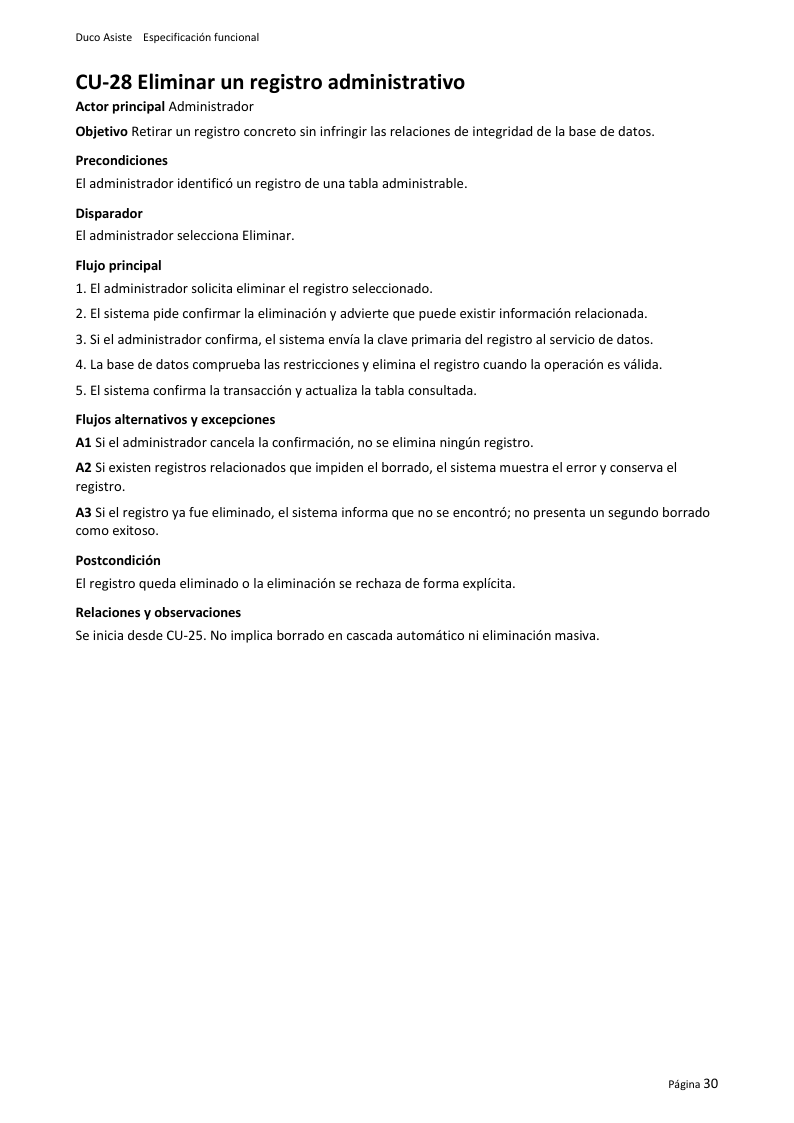 Duco Asiste Especificación funcional
CU-28 Eliminar un registro administrativo
Actor principal Administrador
Objetivo Retirar un registro concreto sin infringir las relaciones de integridad de la base de datos.
Precondiciones
El administrador identificó un registro de una tabla administrable.
Disparador
El administrador selecciona Eliminar.
Flujo principal
1. El administrador solicita eliminar el registro seleccionado.
2. El sistema pide confirmar la eliminación y advierte que puede existir información relacionada.
3. Si el administrador confirma, el sistema envía la clave primaria del registro al servicio de datos.
4. La base de datos comprueba las restricciones y elimina el registro cuando la operación es válida.
5. El sistema confirma la transacción y actualiza la tabla consultada.
Flujos alternativos y excepciones
A1 Si el administrador cancela la confirmación, no se elimina ningún registro.
A2 Si existen registros relacionados que impiden el borrado, el sistema muestra el error y conserva el
registro.
A3 Si el registro ya fue eliminado, el sistema informa que no se encontró; no presenta un segundo borrado
como exitoso.
Postcondición
El registro queda eliminado o la eliminación se rechaza de forma explícita.
Relaciones y observaciones
Se inicia desde CU-25. No implica borrado en cascada automático ni eliminación masiva.
Página 30